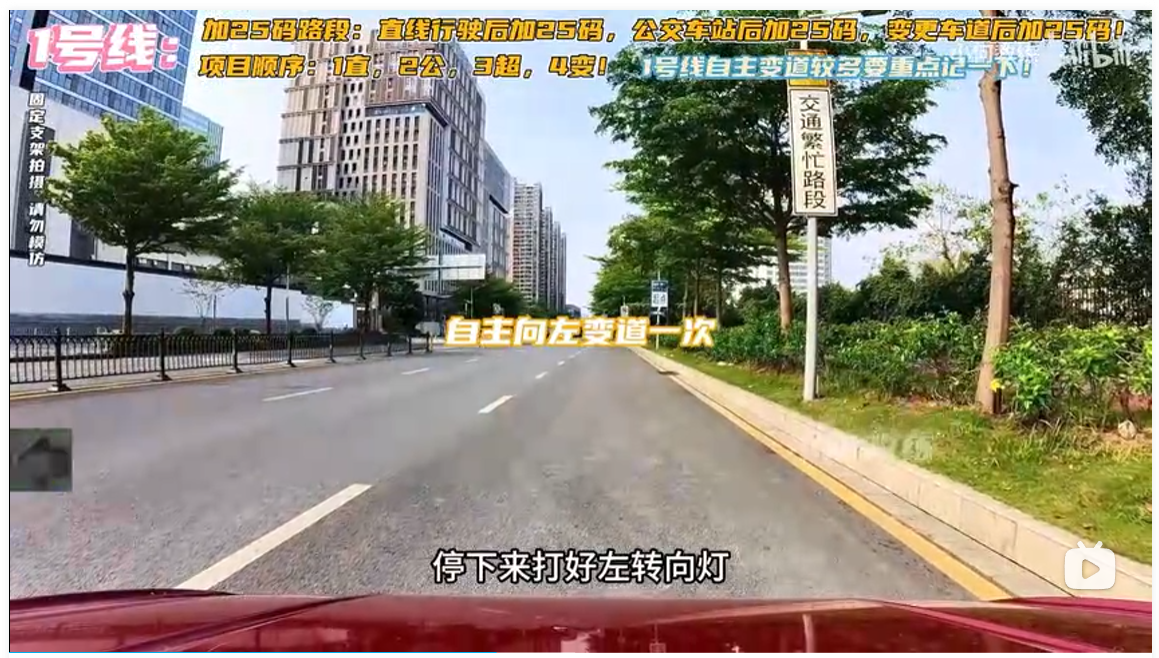 1号线：
加25码路段：直线行驶后加25码，公交车站后加25码，变更车道后加25码！
项目顺序：1直，2公，3超，4变！
1号线自主变道较多要重点记一下！
固定支架拍摄 请勿模仿
交通繁忙路段
自主向左变道一次
停下来打好左转向灯